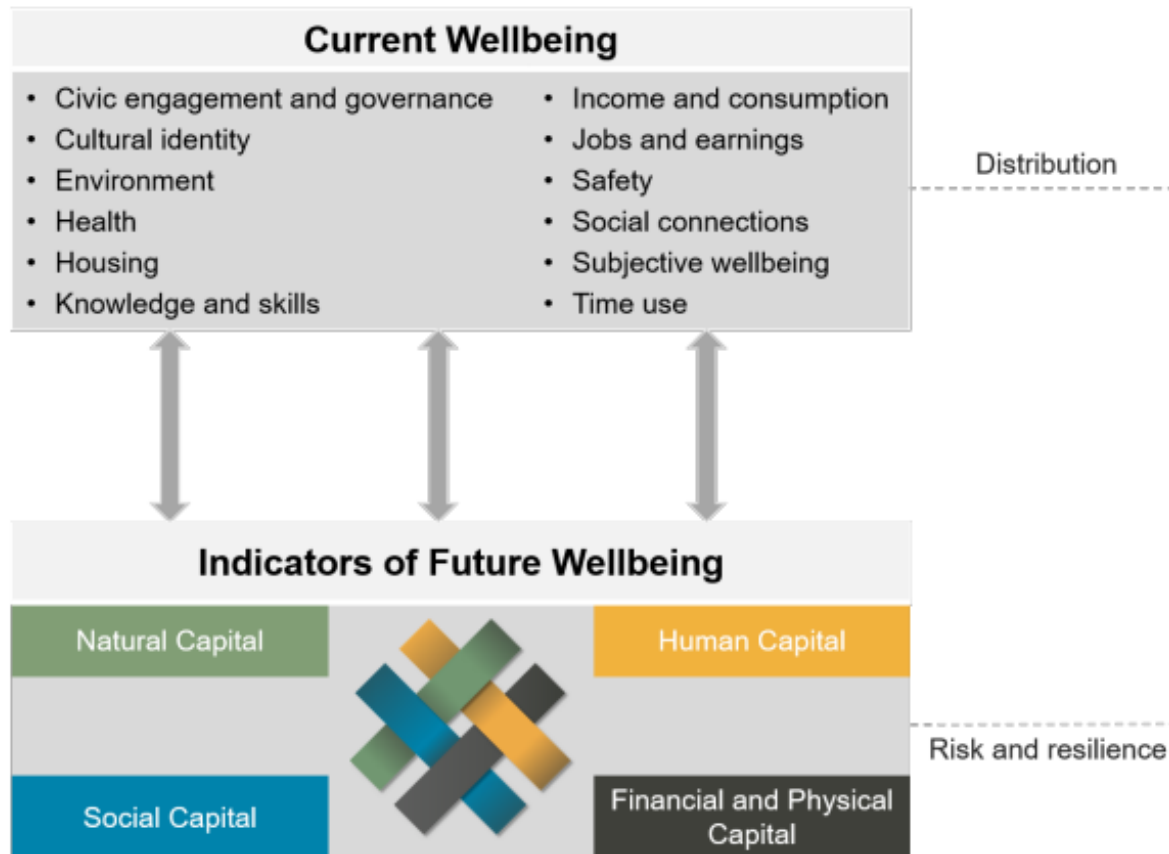 Current Wellbeing
• Civic engagement and governance
• Cultural identity
• Environment
• Health
• Housing
• Knowledge and skills
• Income and consumption
• Jobs and earnings
• Safety
• Social connections
• Subjective wellbeing
• Time use
Distribution
Indicators of Future Wellbeing
Natural Capital
Human Capital
Social Capital
Financial and Physical
Capital
Risk and resilience